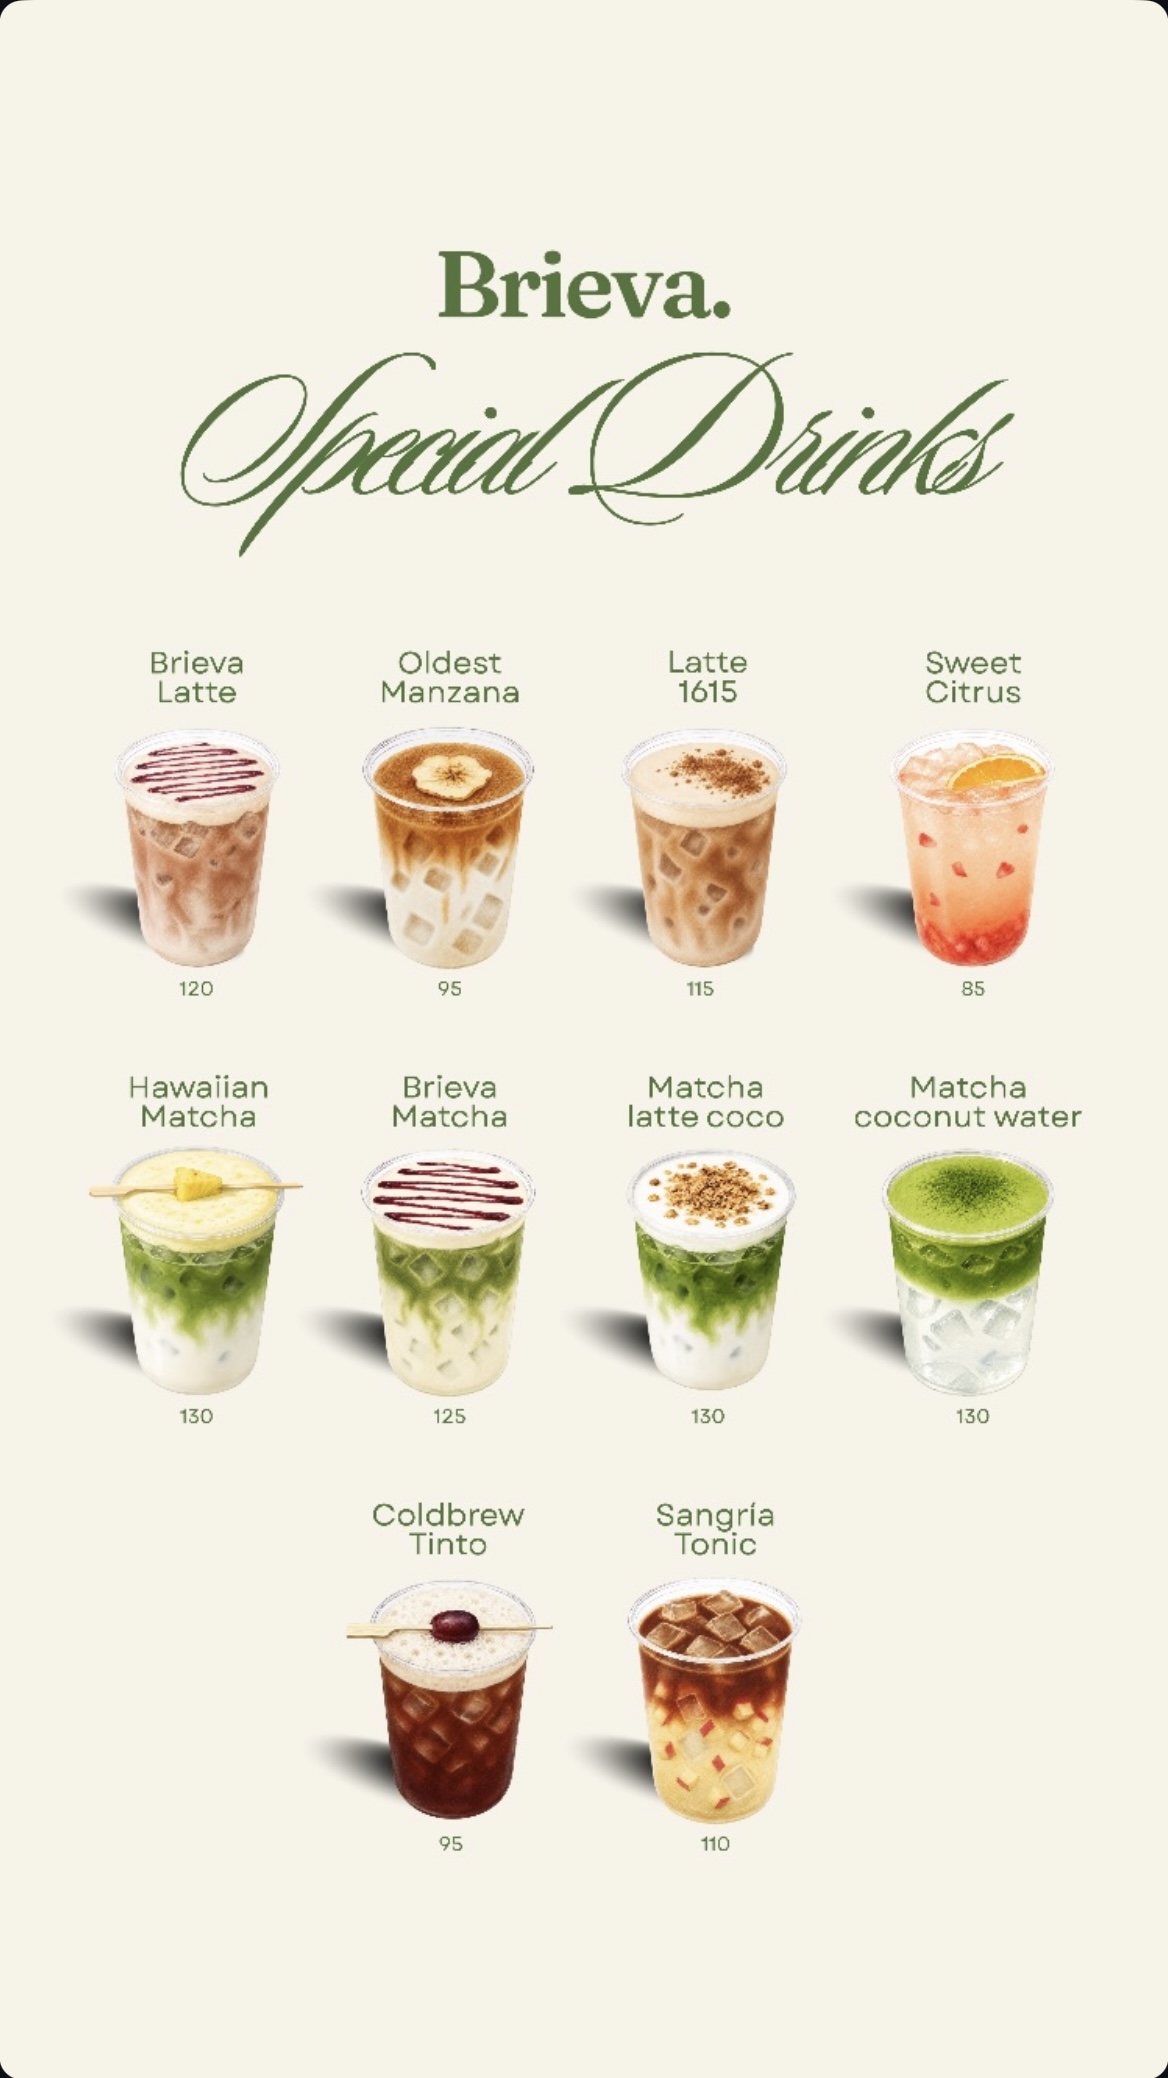 Brieva.
Special Drinks
Brieva
Latte
120
Oldest
Manzana
95
Latte
1615
115
Sweet
Citrus
85
Hawaiian
Matcha
130
Brieva
Matcha
125
Matcha
latte coco
130
Matcha
coconut water
130
Coldbrew
Tinto
95
Sangría
Tonic
110